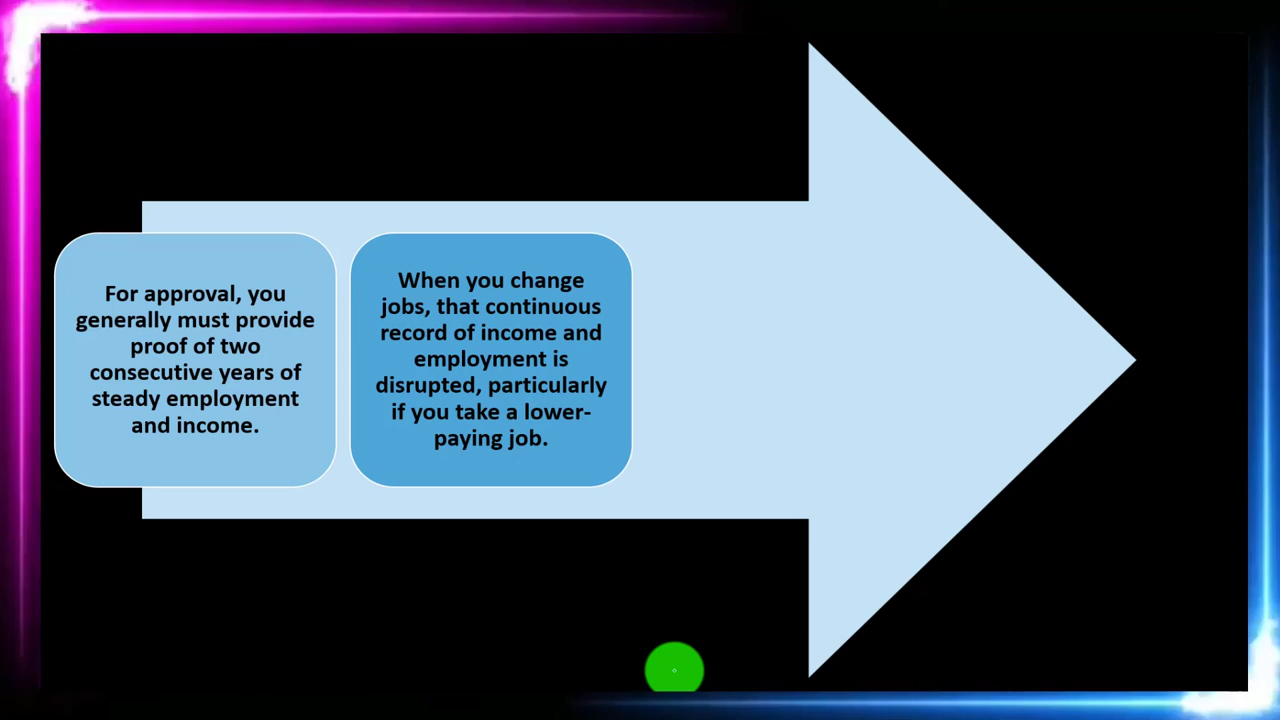 For approval, you
generally must provide
proof of two
consecutive years of
steady employment
and income.
When you change
jobs, that continuous
record of income and
employment is
disrupted, particularly
if you take a lower-
paying job.